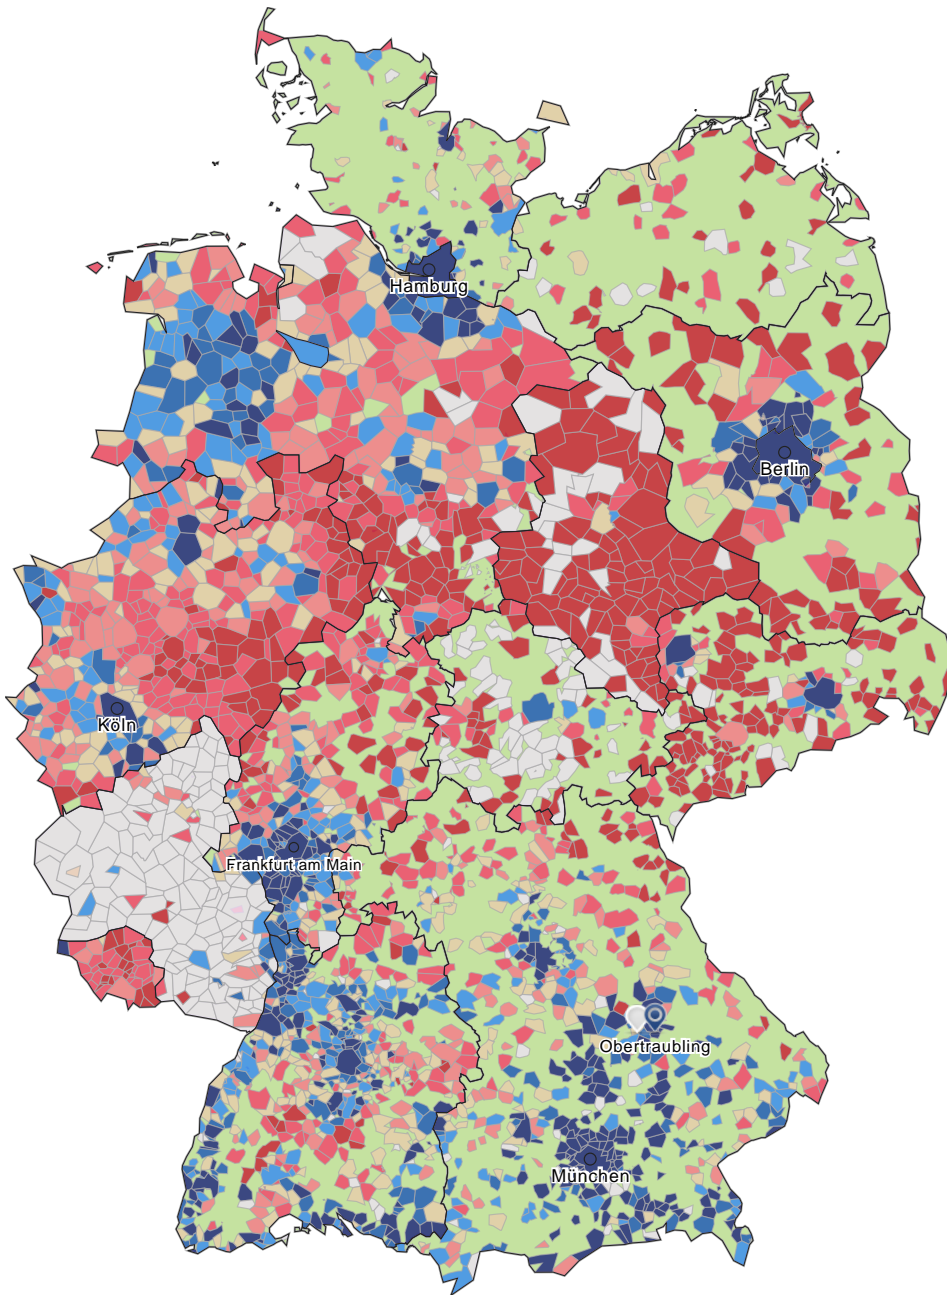 Hamburg
Berlin
Köln
Frankfurt am Main
Obertraubling
München